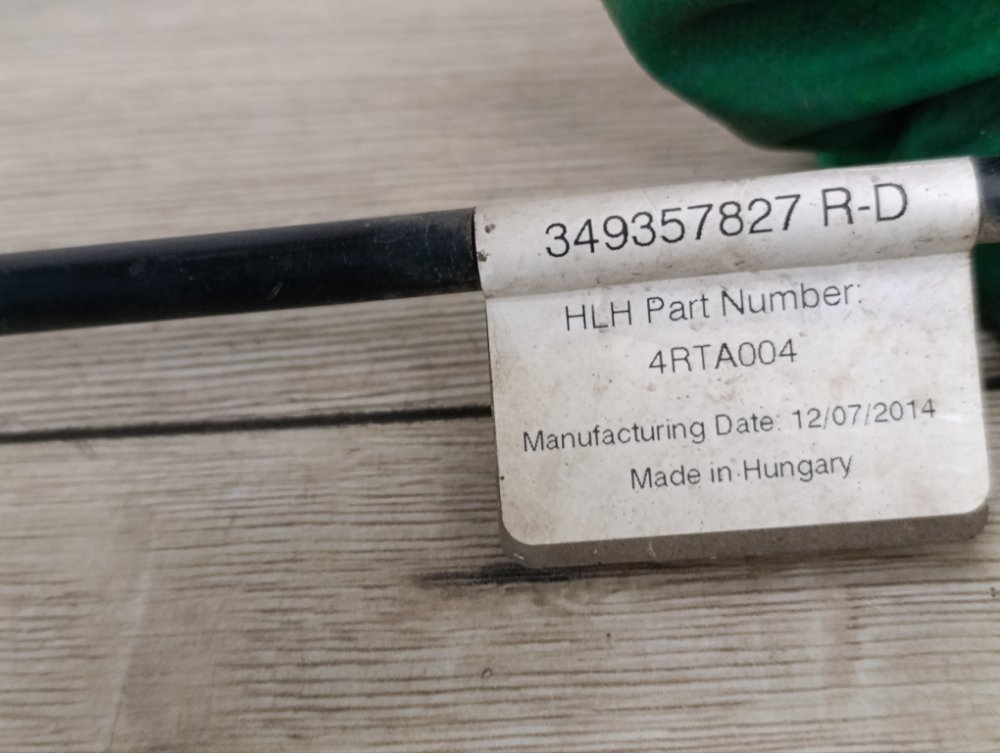 349357827 R-D
HLH Part Number:
4RTA004
Manufacturing Date: 12/07/2014
Made in Hungary